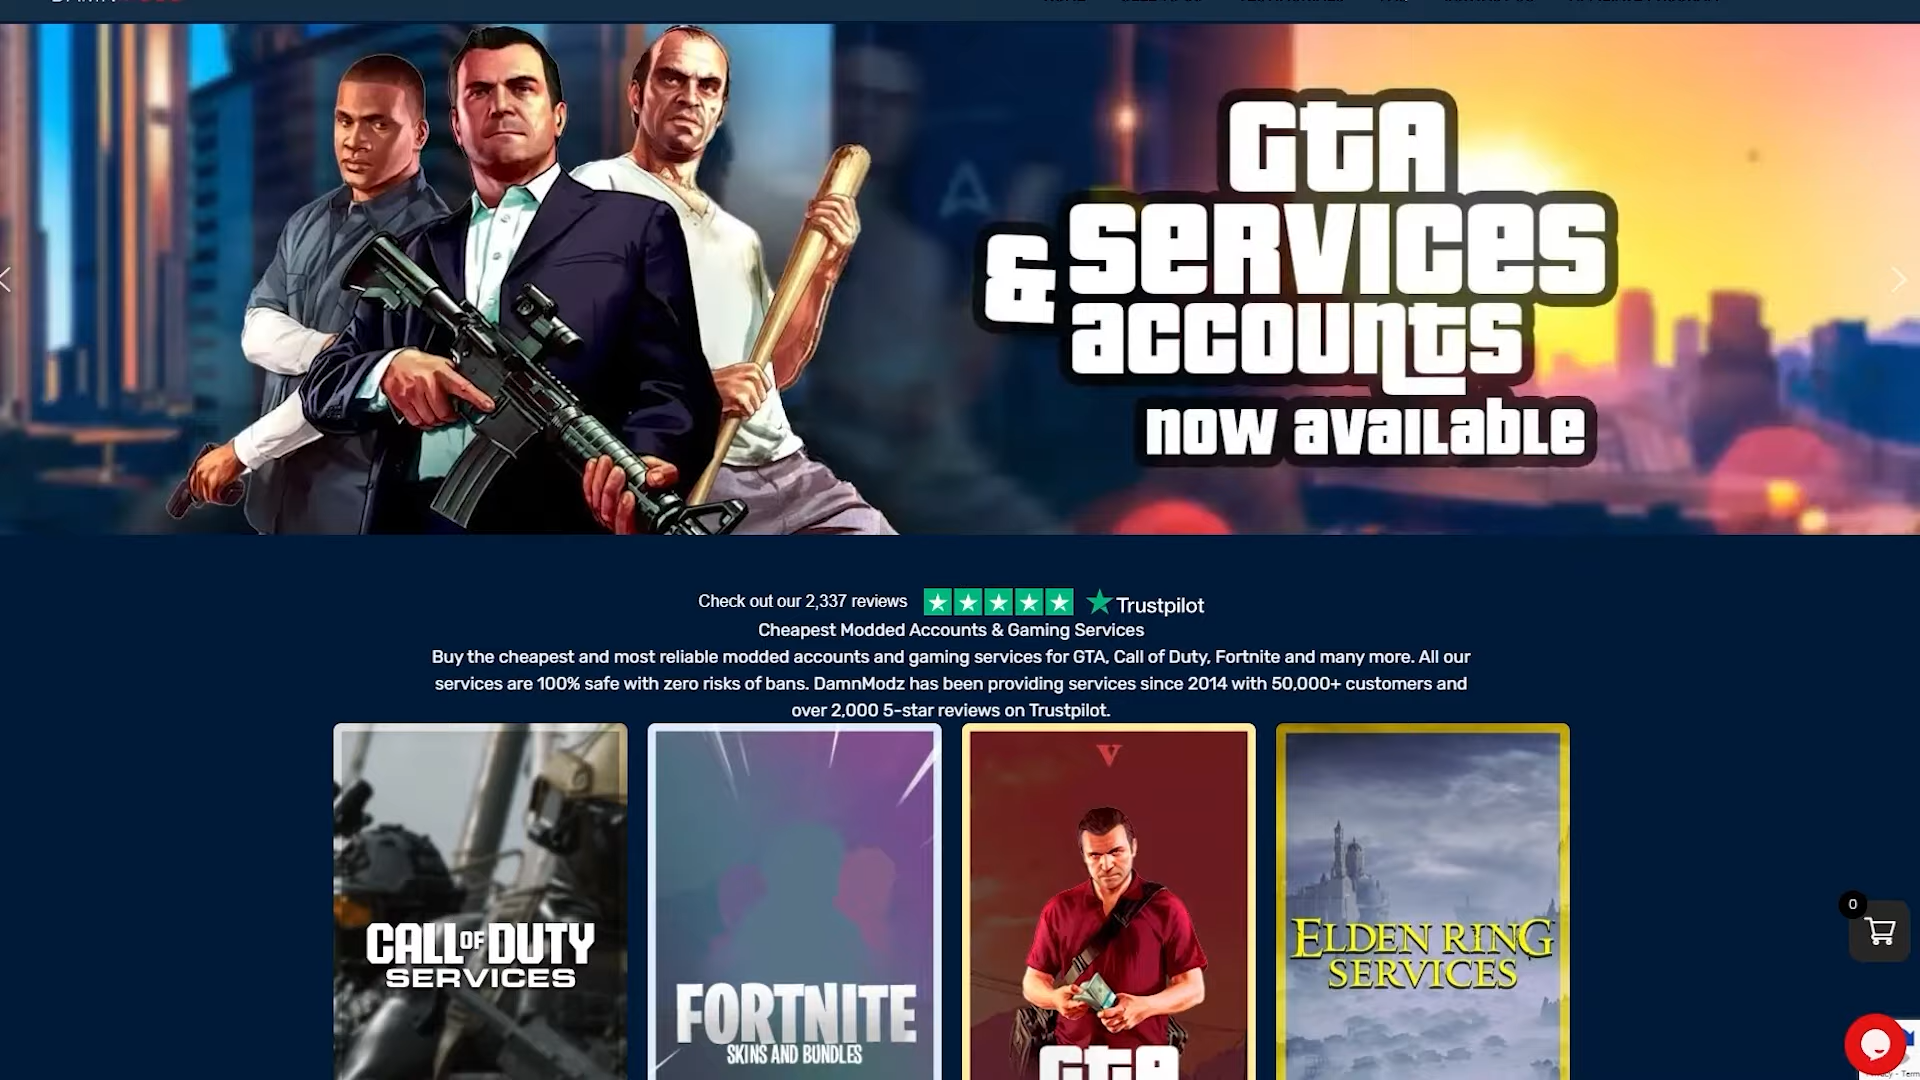 GTA
& SERVICES
accounts
now available
Check out our 2,337 reviews ★ Trustpilot
Cheapest Modded Accounts & Gaming Services
Buy the cheapest and most reliable modded accounts and gaming services for GTA, Call of Duty, Fortnite and many more. All our
services are 100% safe with zero risks of bans. DamnModz has been providing services since 2014 with 50,000+ customers and
over 2,000 5-star reviews on Trustpilot.
V
CALL OF DUTY
SERVICES
FORTNITE
SKINS AND BUNDLES
GTA
ELDEN RING
SERVICES
0